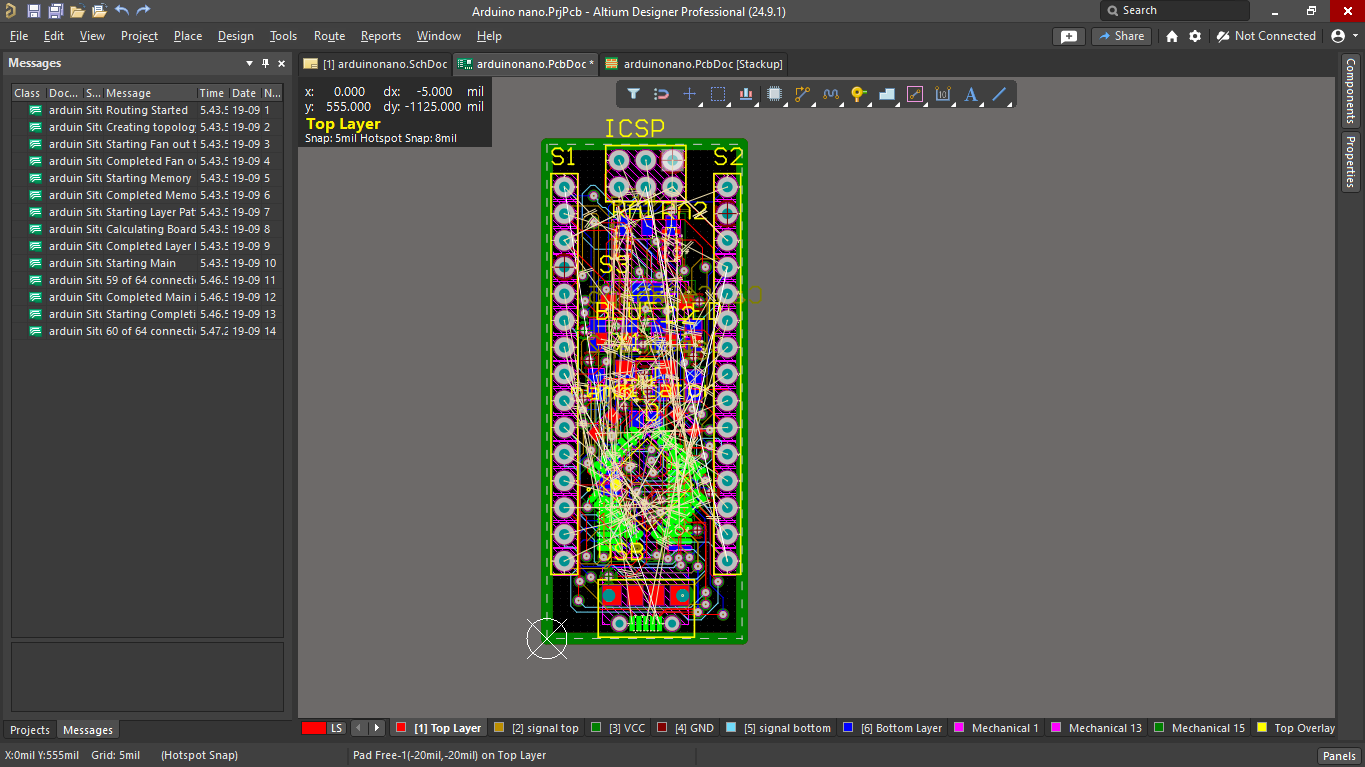 Arduino nano.PrjPcb - Altium Designer Professional (24.9.1)
Search
File Edit View Project Place Design Tools Route Reports Window Help
Share
Not Connected
Messages
[1] arduinonano.SchDoc
arduinonano.PcbDoc *
arduinonano.PcbDoc [Stackup]
Class Doc... S... Message Time Date N...
arduin Situ Routing Started 5.43.5 19-09 1
arduin Situ Creating topology 5.43.5 19-09 2
arduin Situ Starting Fan out t 5.43.5 19-09 3
arduin Situ Completed Fan o 5.43.5 19-09 4
arduin Situ Starting Memory 5.43.5 19-09 5
arduin Situ Completed Memo 5.43.5 19-09 6
arduin Situ Starting Layer Pat 5.43.5 19-09 7
arduin Situ Calculating Board 5.43.5 19-09 8
arduin Situ Completed Layer 5.43.5 19-09 9
arduin Situ Starting Main 5.43.5 19-09 10
arduin Situ 59 of 64 connecti 5.46.5 19-09 11
arduin Situ Completed Main i 5.46.5 19-09 12
arduin Situ Starting Completi 5.46.5 19-09 13
arduin Situ 60 of 64 connecti 5.47.2 19-09 14
x: 0.000 dx: -5.000 mil
y: 555.000 dy: -1125.000 mil
Top Layer
Snap: 5mil Hotspot Snap: 8mil
ICSP
S1
S2
S3
USB
Components
Properties
Projects
Messages
LS
[1] Top Layer
[2] signal top
[3] VCC
[4] GND
[5] signal bottom
[6] Bottom Layer
Mechanical 1
Mechanical 13
Mechanical 15
Top Overlay
X:0mil Y:555mil Grid: 5mil (Hotspot Snap)
Pad Free-1(-20mil,-20mil) on Top Layer
Panels